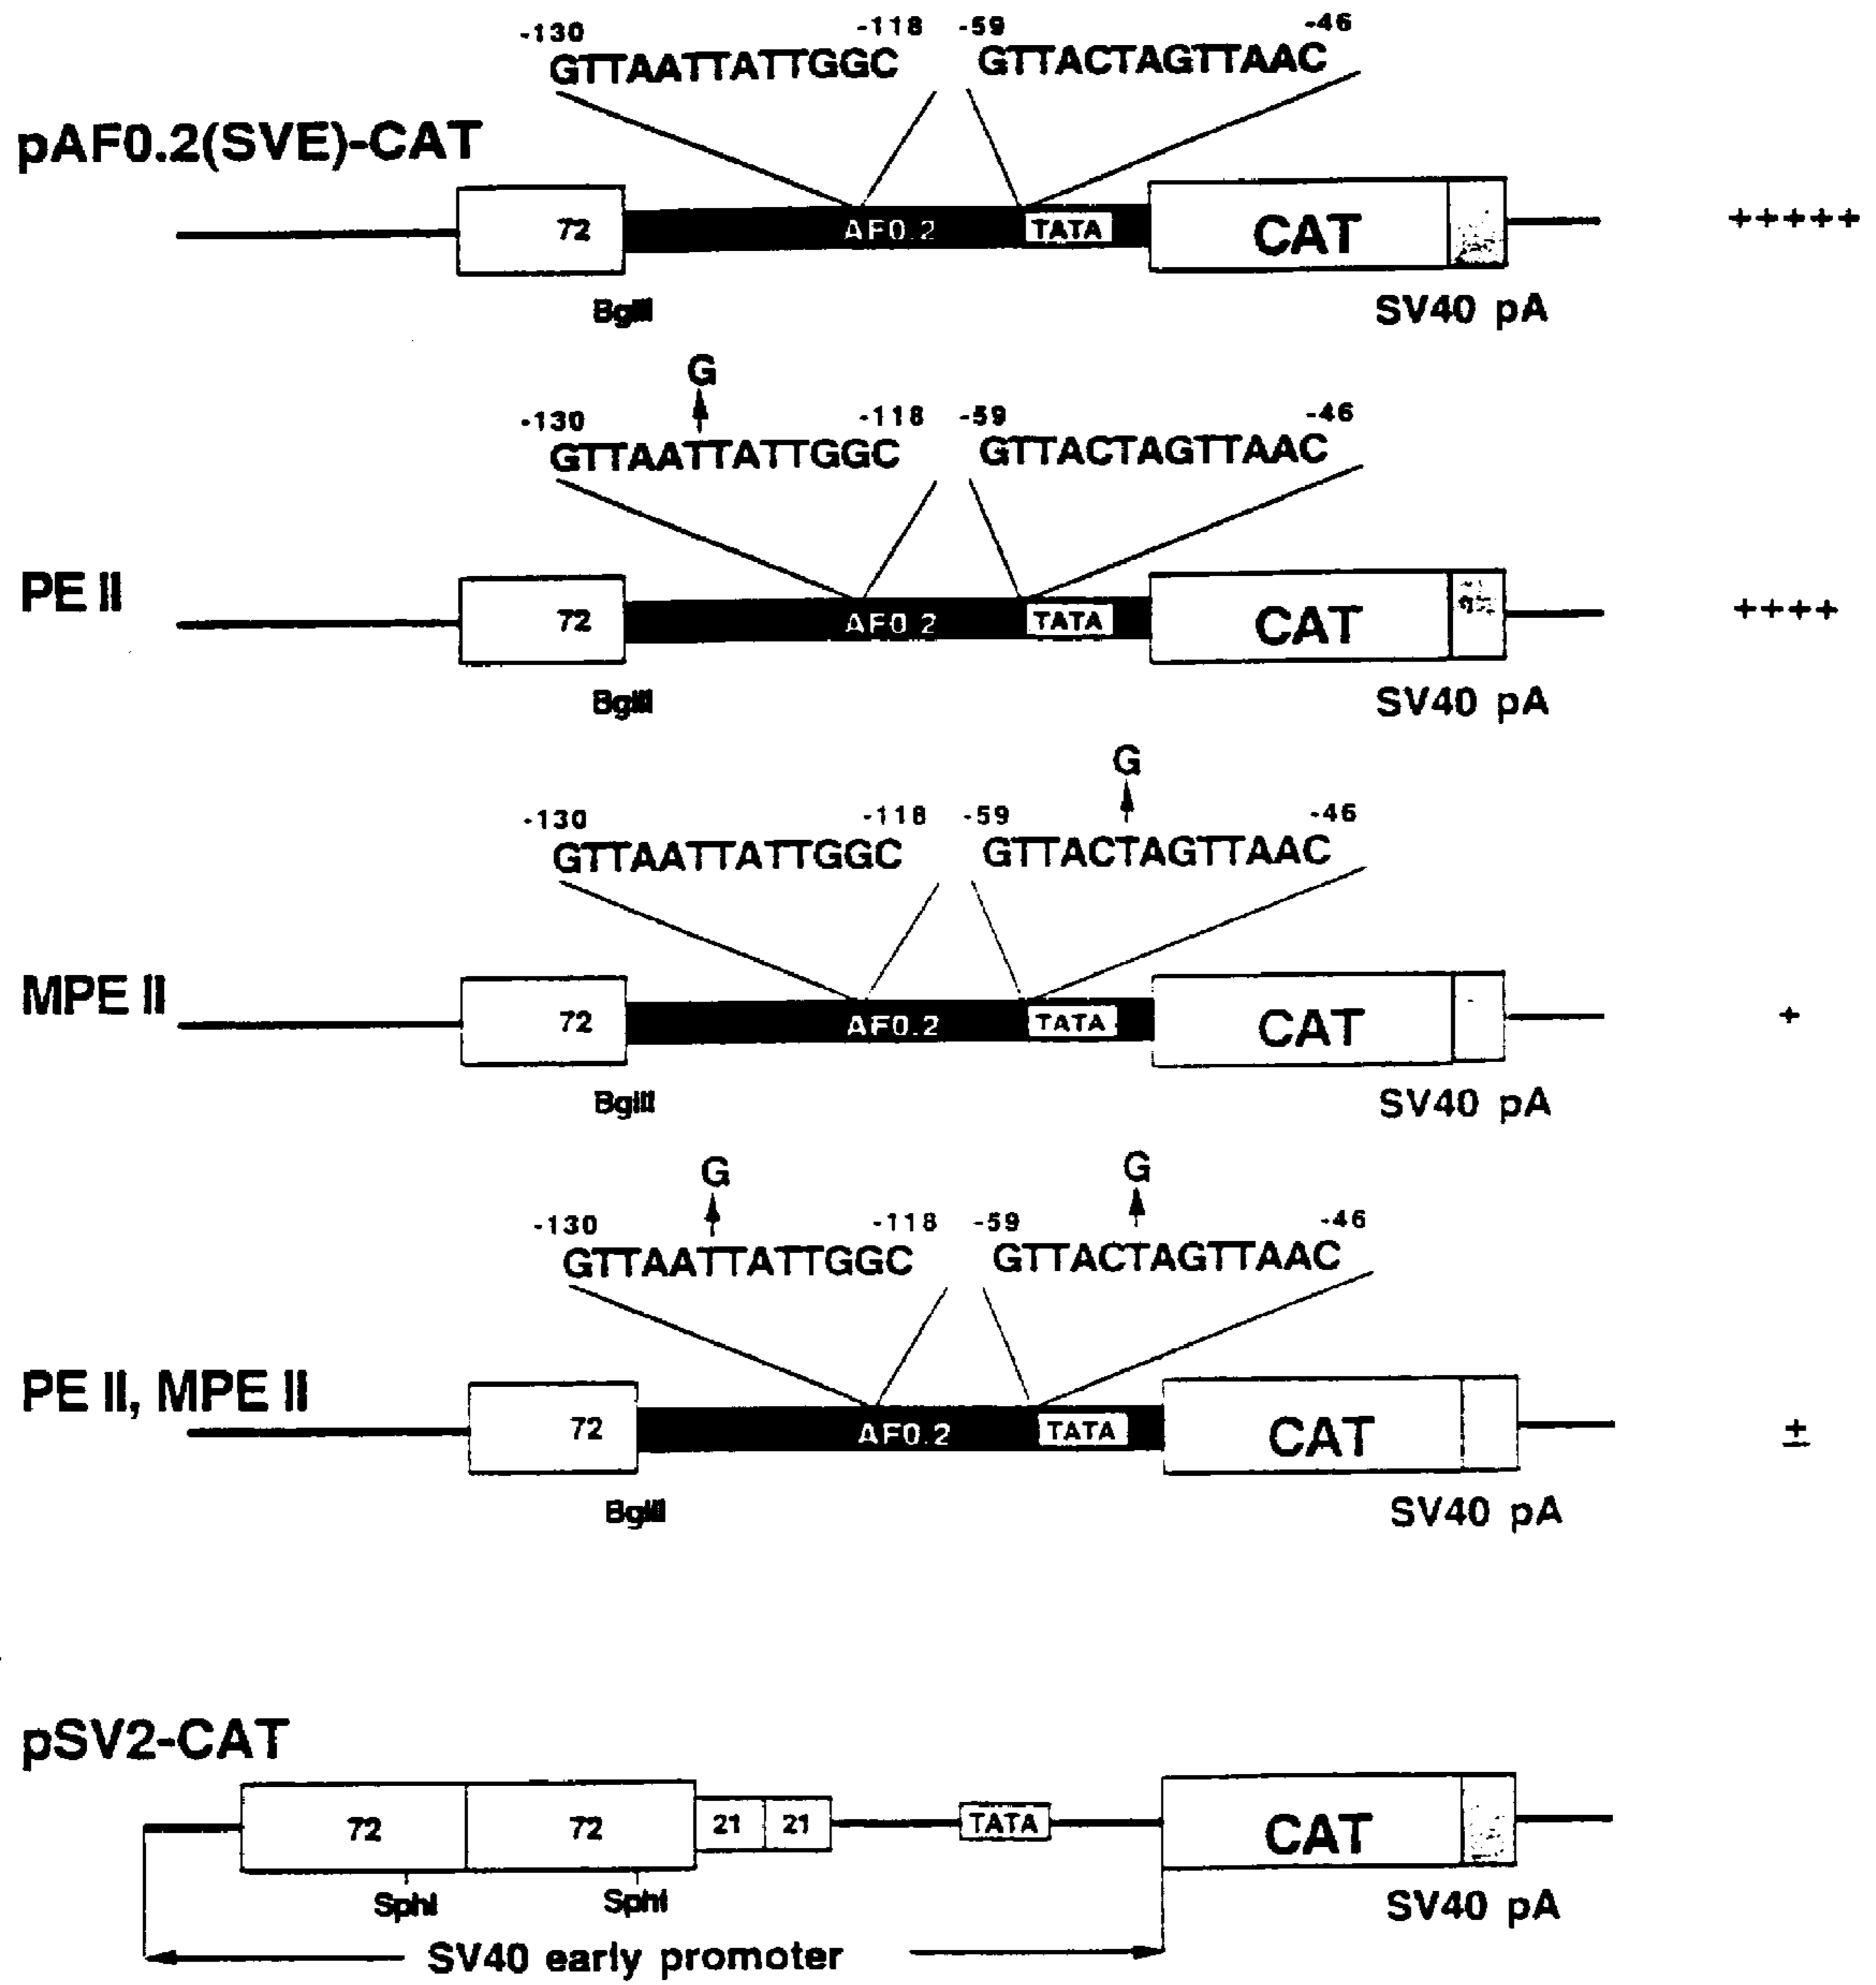 -130 -118 -59 -46
GTTAATTATTGGC GTTACTAGTTAAC
pAF0.2(SVE)-CAT
72 AF0.2 TATA CAT +++++
BglII SV40 pA
G
-130 -118 -59 -46
GTTAATTATTGGC GTTACTAGTTAAC
PE II
72 AF0.2 TATA CAT ++++
BglII SV40 pA
G
-130 -118 -59 -46
GTTAATTATTGGC GTTACTAGTTAAC
MPE II
72 AF0.2 TATA CAT +
BglII SV40 pA
G G
-130 -118 -59 -46
GTTAATTATTGGC GTTACTAGTTAAC
PE II, MPE II
72 AF0.2 TATA CAT ±
BglII SV40 pA
pSV2-CAT
72 72 21 21 TATA CAT
SphI SphI SV40 pA
SV40 early promoter